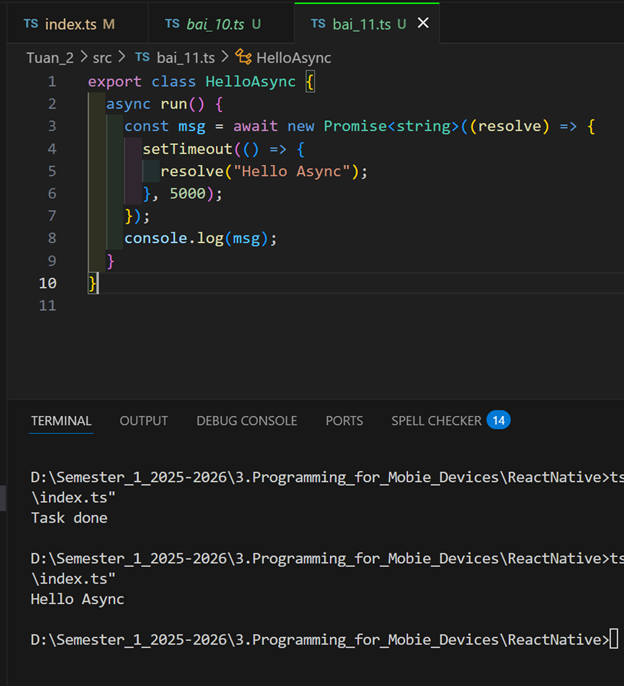 TS index.ts M TS bai_10.ts U TS bai_11.ts U
Tuan_2 > src > TS bai_11.ts > HelloAsync
1 export class HelloAsync {
2 async run() {
3 const msg = await new Promise<string>((resolve) => {
4 setTimeout(() => {
5 resolve("Hello Async");
6 }, 5000);
7 });
8 console.log(msg);
9 }
10 }
11
TERMINAL OUTPUT DEBUG CONSOLE PORTS SPELL CHECKER 14
D:\Semester_1_2025-2026\3.Programming_for_Mobie_Devices\ReactNative>ts
\index.ts"
Task done
D:\Semester_1_2025-2026\3.Programming_for_Mobie_Devices\ReactNative>ts
\index.ts"
Hello Async
D:\Semester_1_2025-2026\3.Programming_for_Mobie_Devices\ReactNative>